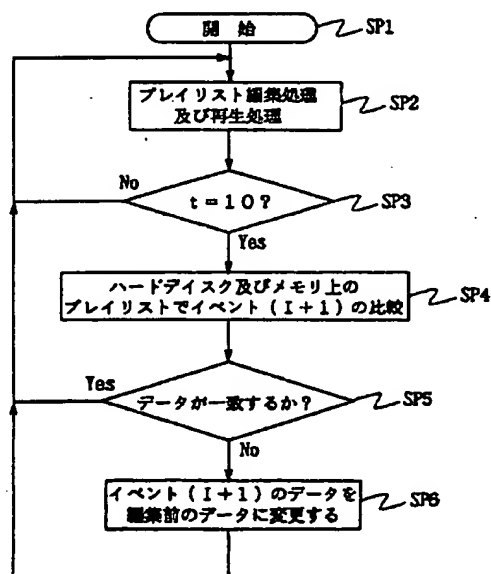 開 始
SP1
プレイリスト編集処理
及び再生処理
SP2
No
t=10?
SP3
Yes
ハードディスク及びメモリ上の
プレイリストでイベント(I+1)の比較
SP4
Yes
データが一致するか?
SP5
No
イベント(I+1)のデータを
編集前のデータに変更する
SP6